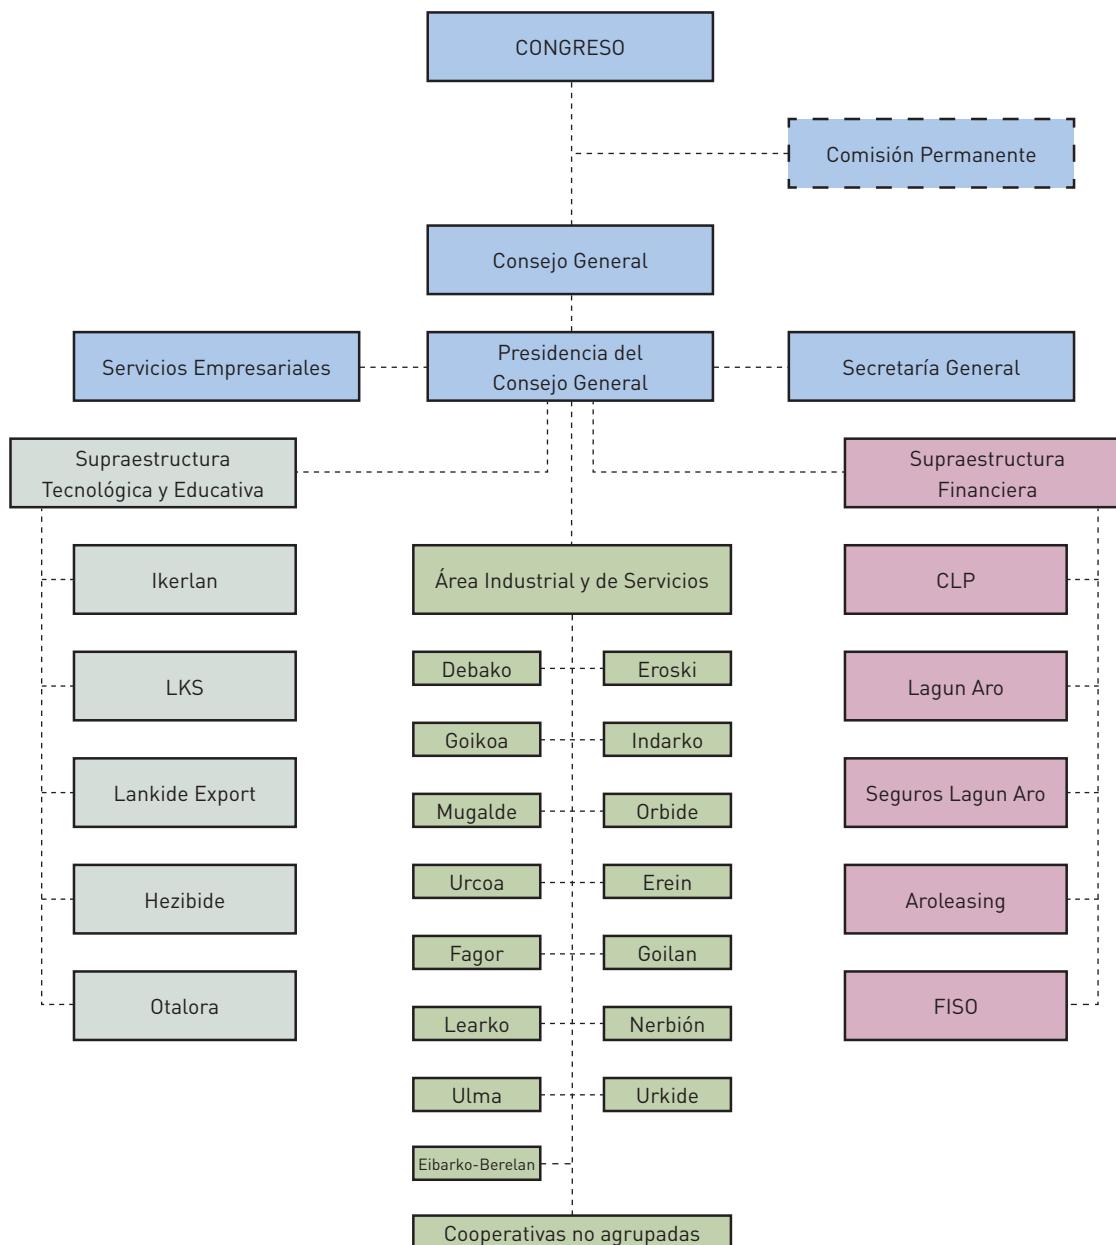 CONGRESO
Comisión Permanente
Consejo General
Servicios Empresariales
Presidencia del
Consejo General
Secretaría General
Supraestructura
Tecnológica y Educativa
Supraestructura
Financiera
Ikerlan
Área Industrial y de Servicios
CLP
Debako
Eroski
LKS
Lagun Aro
Goikoa
Indarko
Lankide Export
Mugalde
Orbide
Seguros Lagun Aro
Urcoa
Erein
Hezibide
Aroleasing
Fagor
Goilan
Otalora
FISO
Learko
Nerbión
Ulma
Urkide
Eibarko-Berelan
Cooperativas no agrupadas